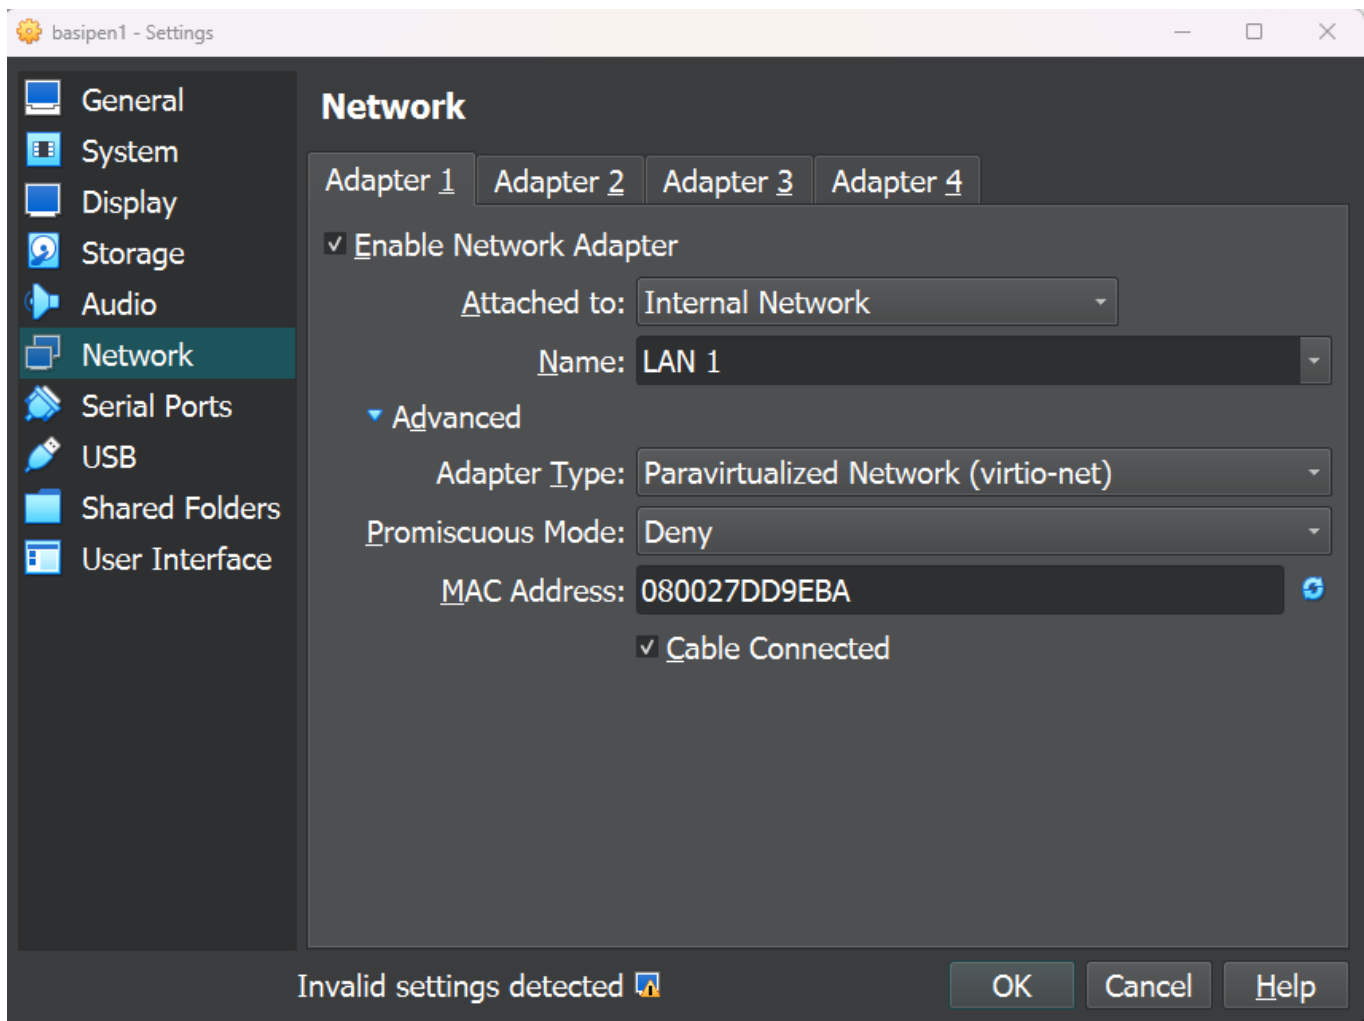 basipen1 - Settings
General
System
Display
Storage
Audio
Network
Serial Ports
USB
Shared Folders
User Interface
Network
Adapter 1 Adapter 2 Adapter 3 Adapter 4
Enable Network Adapter
Attached to: Internal Network
Name: LAN 1
Advanced
Adapter Type: Paravirtualized Network (virtio-net)
Promiscuous Mode: Deny
MAC Address: 080027DD9EBA
Cable Connected
Invalid settings detected
OK Cancel Help